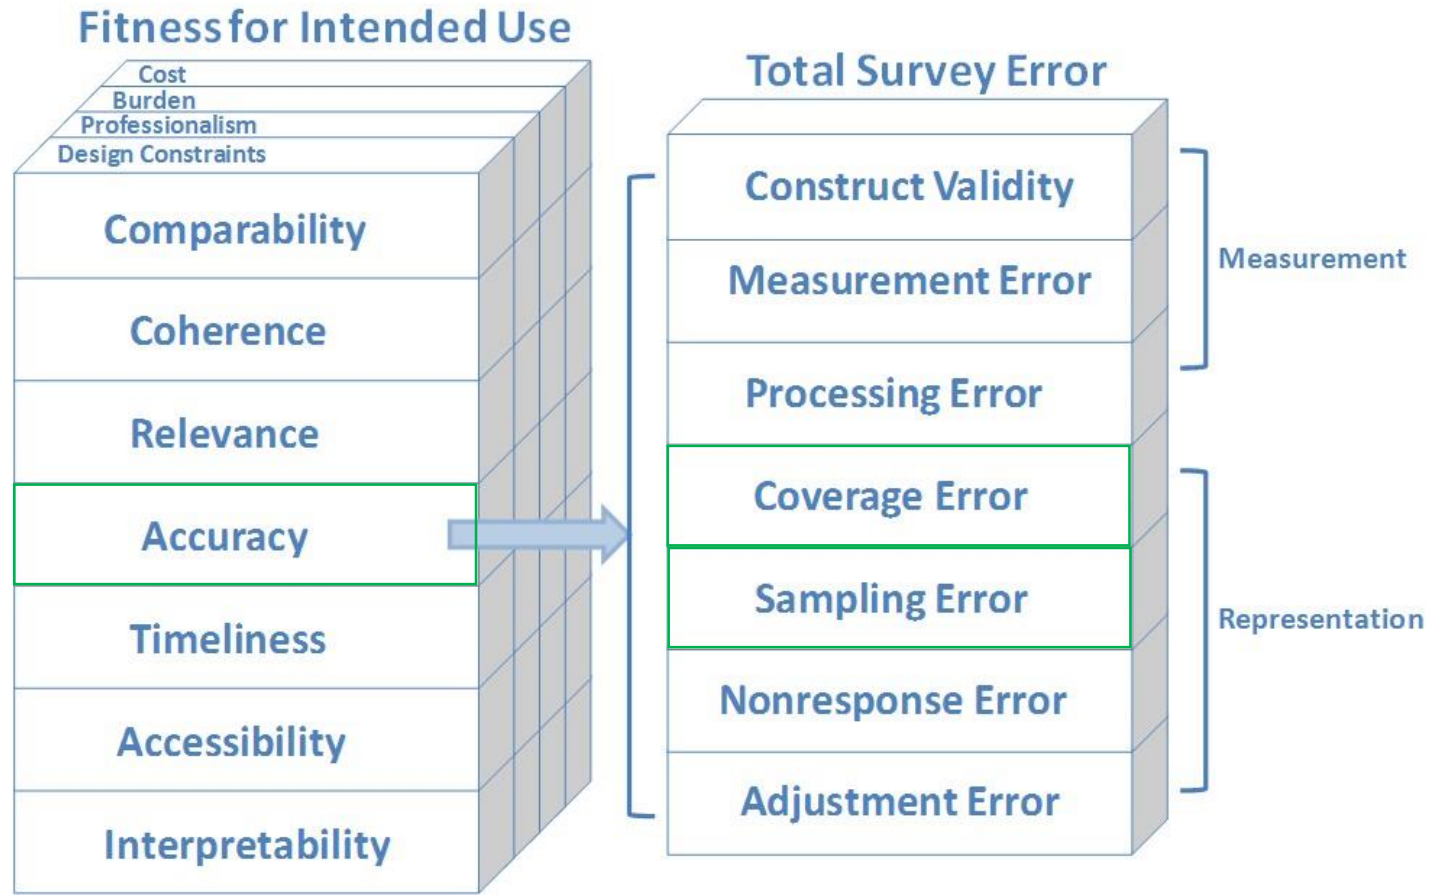 Fitness for Intended Use
Cost
Burden
Professionalism
Design Constraints
Comparability
Coherence
Relevance
Accuracy
Timeliness
Accessibility
Interpretability
Total Survey Error
Construct Validity
Measurement Error
Processing Error
Coverage Error
Sampling Error
Nonresponse Error
Adjustment Error
Measurement
Representation